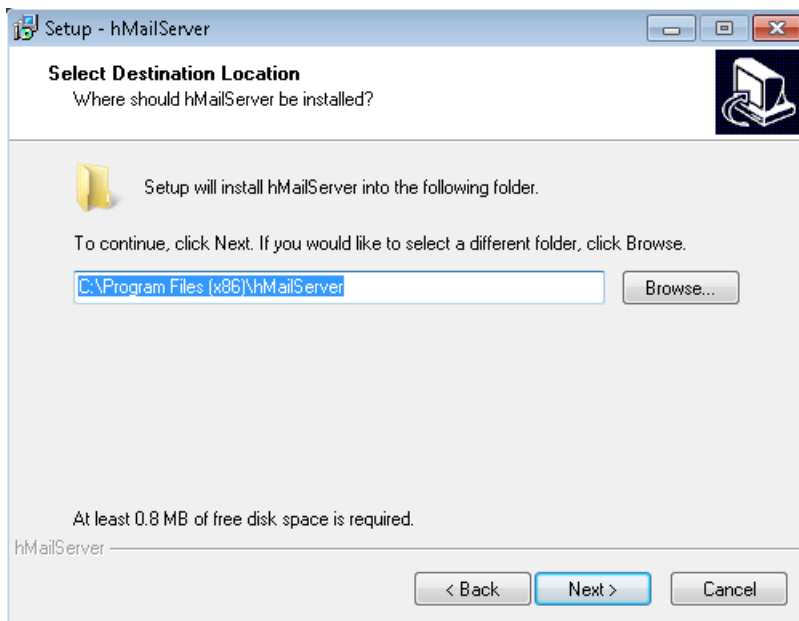 Setup - hMailServer
Select Destination Location
Where should hMailServer be installed?
Setup will install hMailServer into the following folder.
To continue, click Next. If you would like to select a different folder, click Browse.
C:\Program Files (x86)\hMailServer
Browse...
At least 0.8 MB of free disk space is required.
hMailServer
< Back
Next >
Cancel